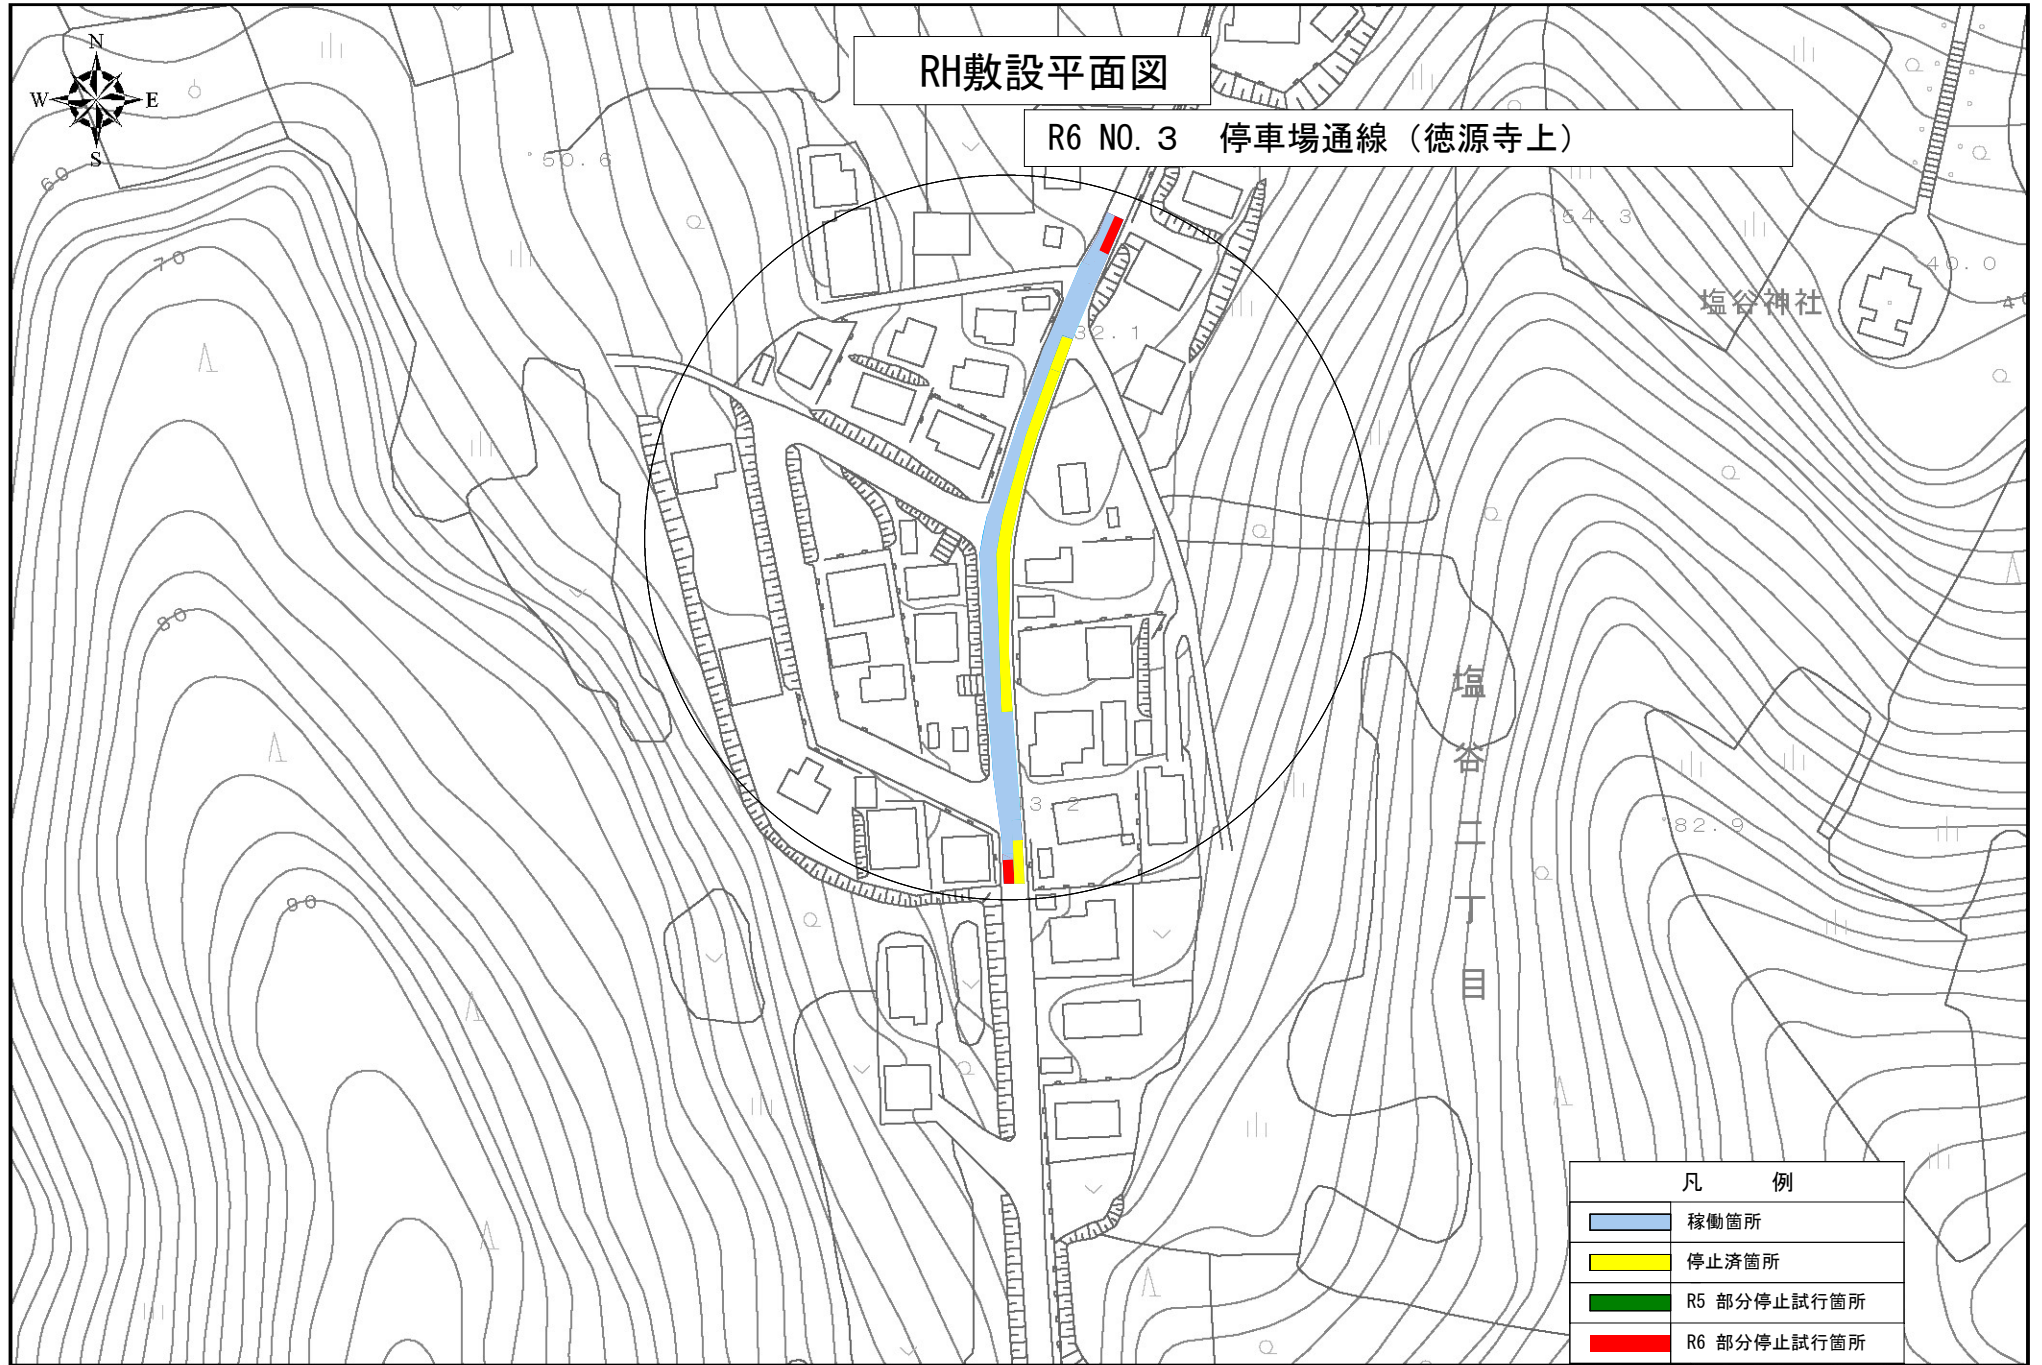 RH敷設平面図
R6 NO.３　停車場通線（徳源寺上）
N
W E
S
60
50.6
54.3
40.0
塩谷神社
70
32.1
80
塩谷二丁目
3.2
82.9
90
凡　例
稼働箇所
停止済箇所
R5 部分停止試行箇所
R6 部分停止試行箇所